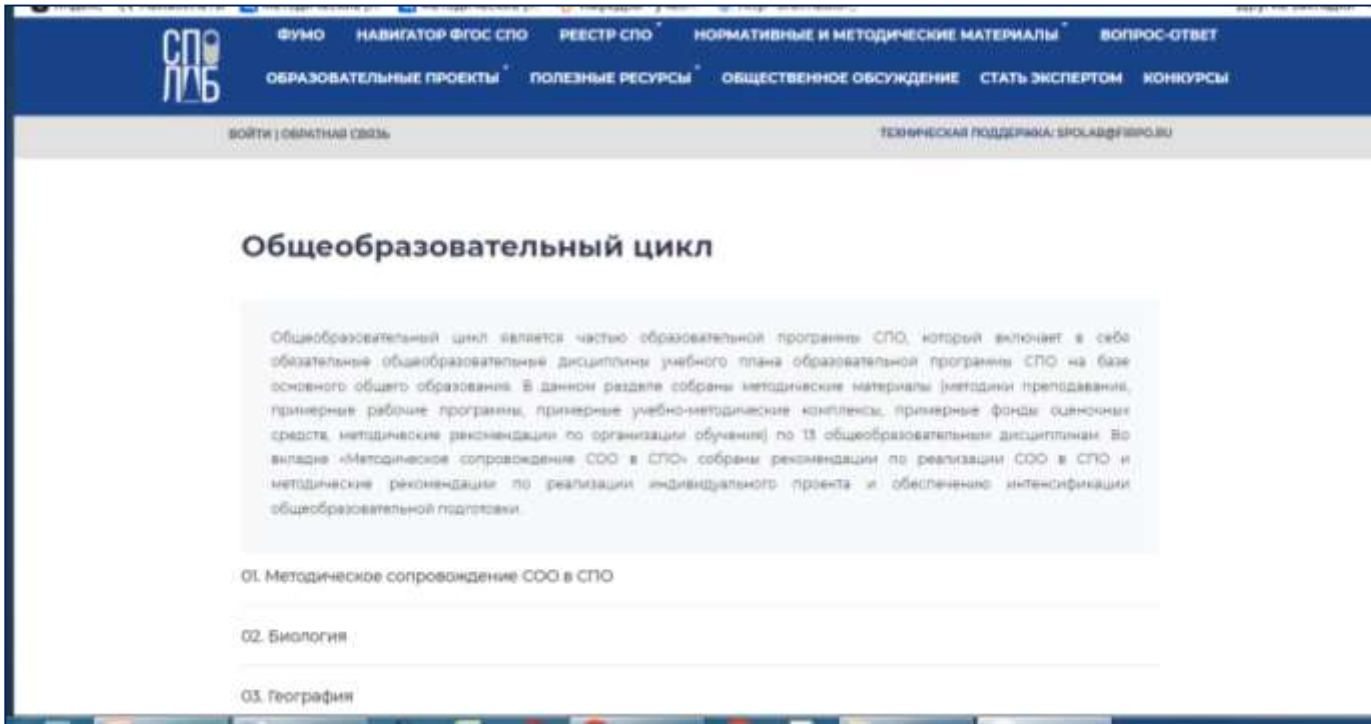 СПО ЛАБ
ФУМО НАВИГАТОР ФГОС СПО РЕЕСТР СПО НОРМАТИВНЫЕ И МЕТОДИЧЕСКИЕ МАТЕРИАЛЫ ВОПРОС-ОТВЕТ
ОБРАЗОВАТЕЛЬНЫЕ ПРОЕКТЫ ПОЛЕЗНЫЕ РЕСУРСЫ ОБЩЕСТВЕННОЕ ОБСУЖДЕНИЕ СТАТЬ ЭКСПЕРТОМ КОНКУРСЫ
ВОЙТИ | ОБРАТНАЯ СВЯЗЬ ТЕХНИЧЕСКАЯ ПОДДЕРЖКА: SPOLAB@FIRPO.RU
Общеобразовательный цикл
Общеобразовательный цикл является частью образовательной программы СПО, который включает в себя
обязательные общеобразовательные дисциплины учебного плана образовательной программы СПО на базе
основного общего образования. В данном разделе собраны методические материалы (методики преподавания,
примерные рабочие программы, примерные учебно-методические комплексы, примерные фонды оценочных
средств, методические рекомендации по организации обучения) по 13 общеобразовательным дисциплинам. Во
вкладке «Методическое сопровождение СОО в СПО» собраны рекомендации по реализации СОО в СПО и
методические рекомендации по реализации индивидуального проекта и обеспечению интенсификации
общеобразовательной подготовки.
01. Методическое сопровождение СОО в СПО
02. Биология
03. География